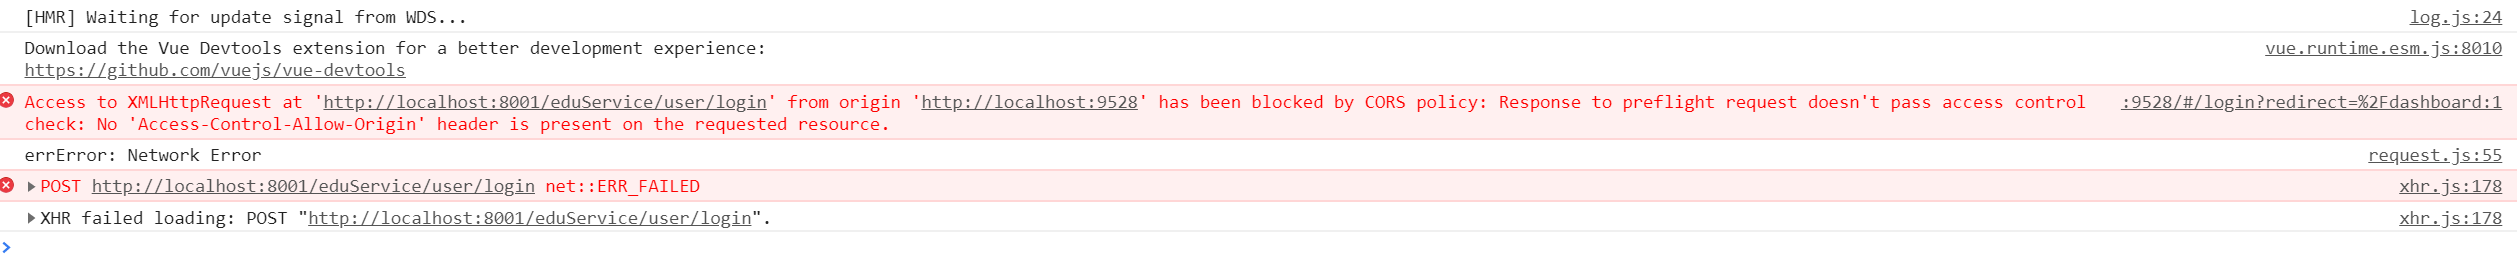 [HMR] Waiting for update signal from WDS... log.js:24
Download the Vue Devtools extension for a better development experience: vue.runtime.esm.js:8010
https://github.com/vuejs/vue-devtools
Access to XMLHttpRequest at 'http://localhost:8001/eduService/user/login' from origin 'http://localhost:9528' has been blocked by CORS policy: Response to preflight request doesn't pass access control :9528/#/login?redirect=%2Fdashboard:1
check: No 'Access-Control-Allow-Origin' header is present on the requested resource.
errError: Network Error request.js:55
POST http://localhost:8001/eduService/user/login net::ERR_FAILED xhr.js:178
XHR failed loading: POST "http://localhost:8001/eduService/user/login". xhr.js:178